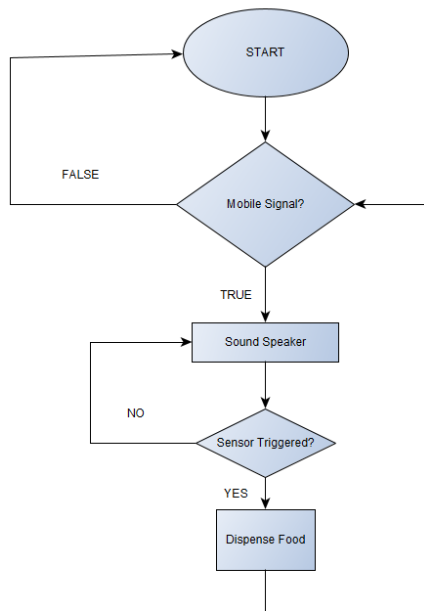 START
FALSE
Mobile Signal?
TRUE
Sound Speaker
NO
Sensor Triggered?
YES
Dispense Food